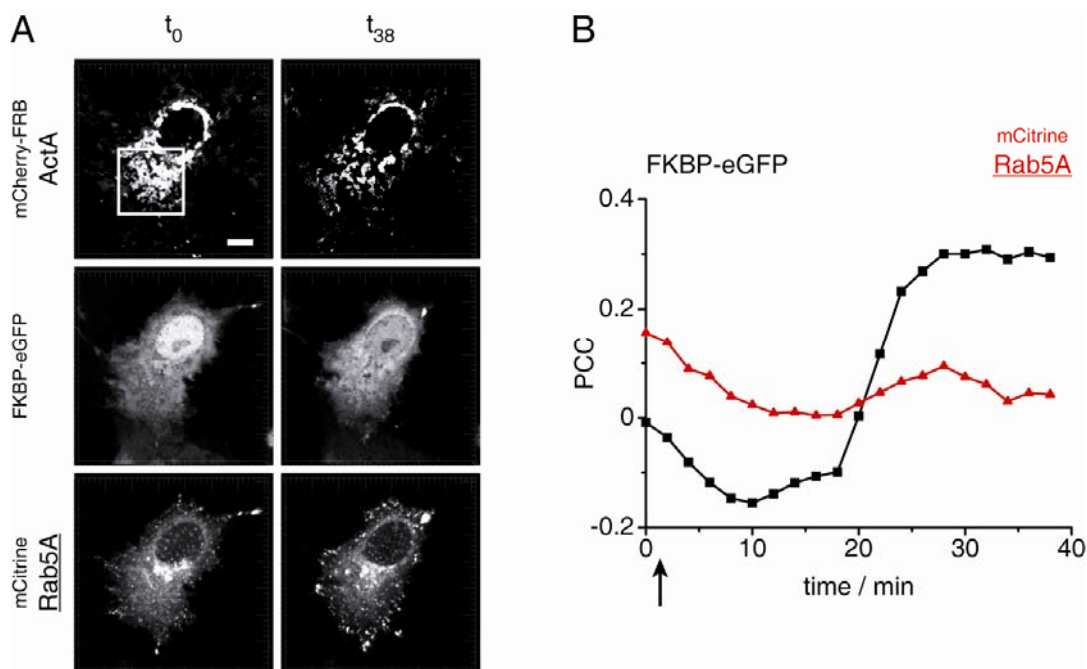 A
t0
t38
mCherry-FRB
ActA
FKBP-eGFP
mCitrine
Rab5A
B
mCitrine
FKBP-eGFP
Rab5A
0.4
0.2
0
-0.2
PCC
0
10
20
30
40
time / min